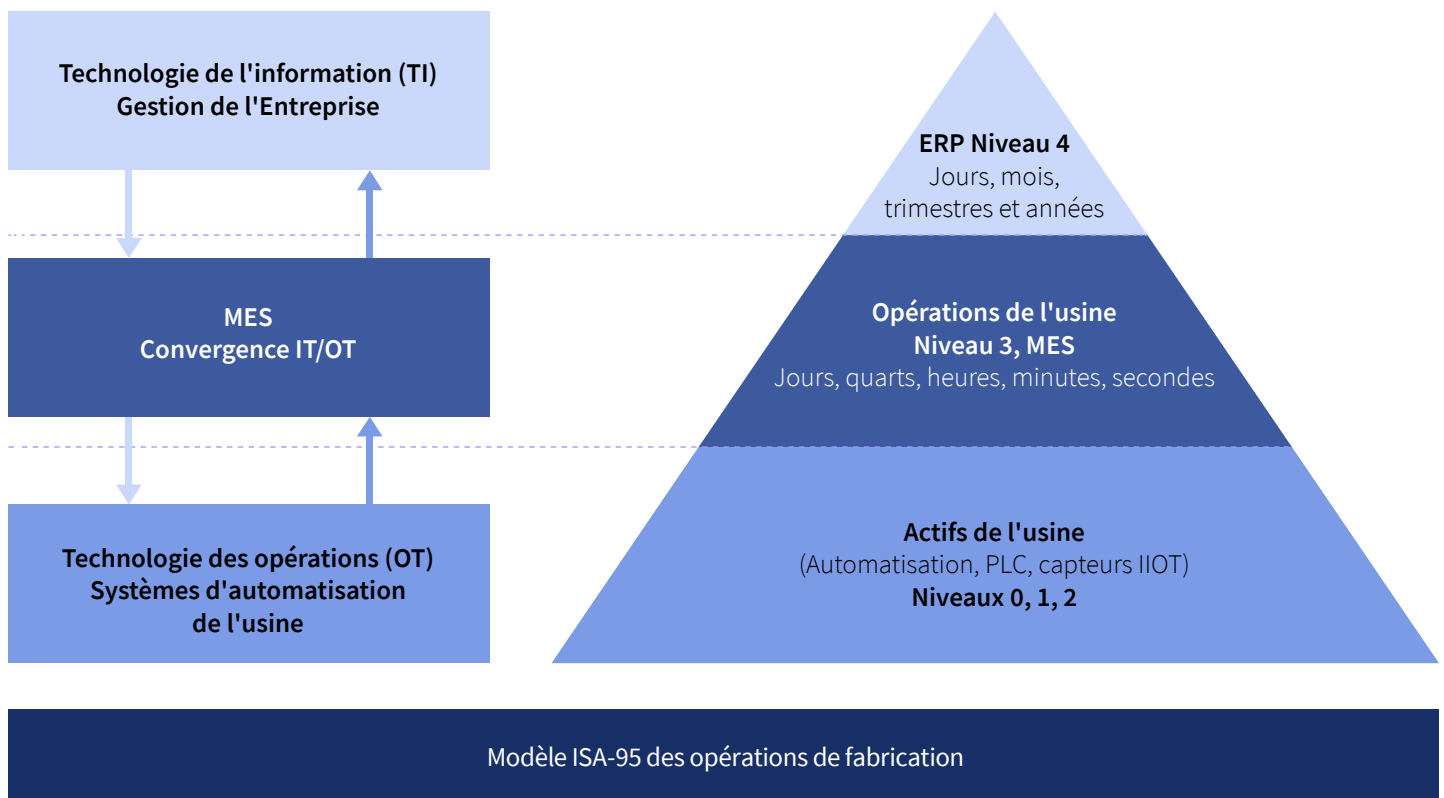 Technologie de l'information (TI)
Gestion de l'Entreprise
MES
Convergence IT/OT
Technologie des opérations (OT)
Systèmes d'automatisation
de l'usine
ERP Niveau 4
Jours, mois,
trimestres et années
Opérations de l'usine
Niveau 3, MES
Jours, quarts, heures, minutes, secondes
Actifs de l'usine
(Automatisation, PLC, capteurs IIOT)
Niveaux 0, 1, 2
Modèle ISA-95 des opérations de fabrication